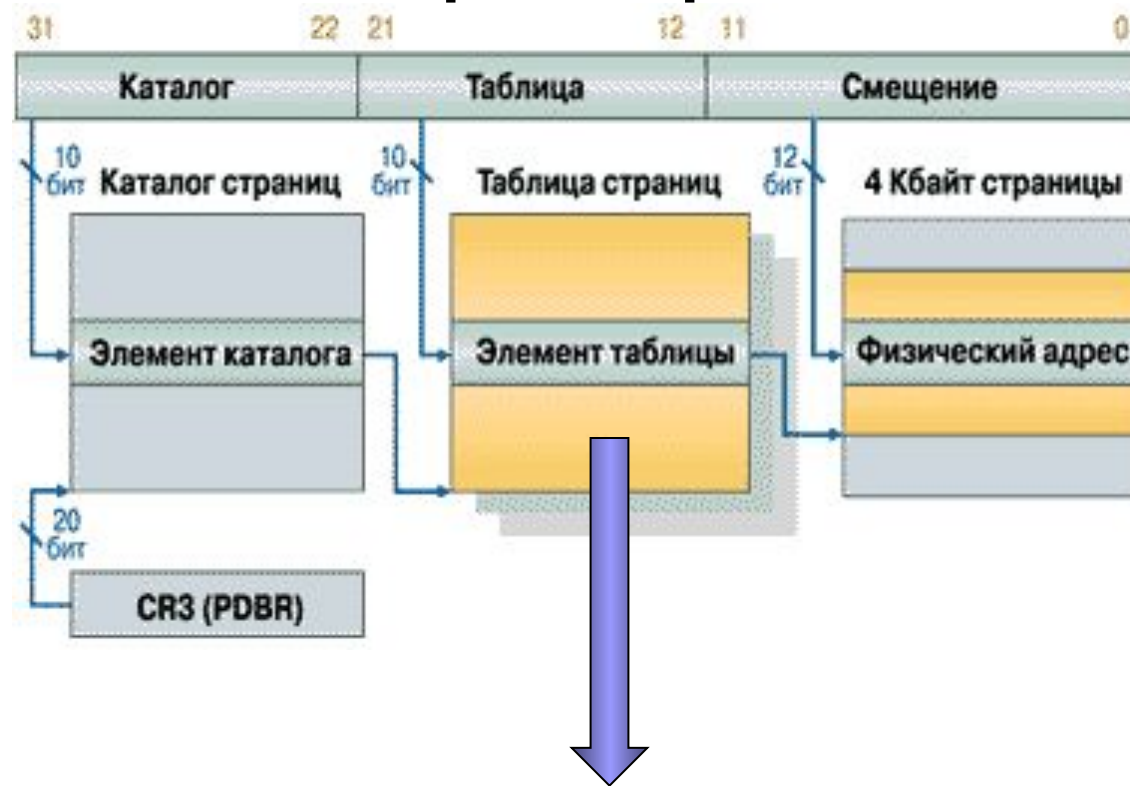 31 22 21 12 11 0
Каталог Таблица Смещение
10 бит
Каталог страниц
10 бит
Таблица страниц
12 бит
4 Кбайт страницы
Элемент каталога
Элемент таблицы
Физический адрес
20 бит
CR3 (PDBR)